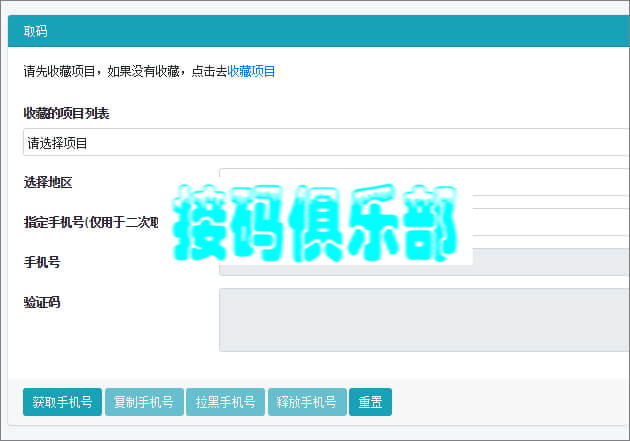 取码
请先收藏项目，如果没有收藏，点击去收藏项目
收藏的项目列表
请选择项目
选择地区
指定手机号(仅用于二次取
接码俱乐部
手机号
验证码
获取手机号 复制手机号 拉黑手机号 释放手机号 重置